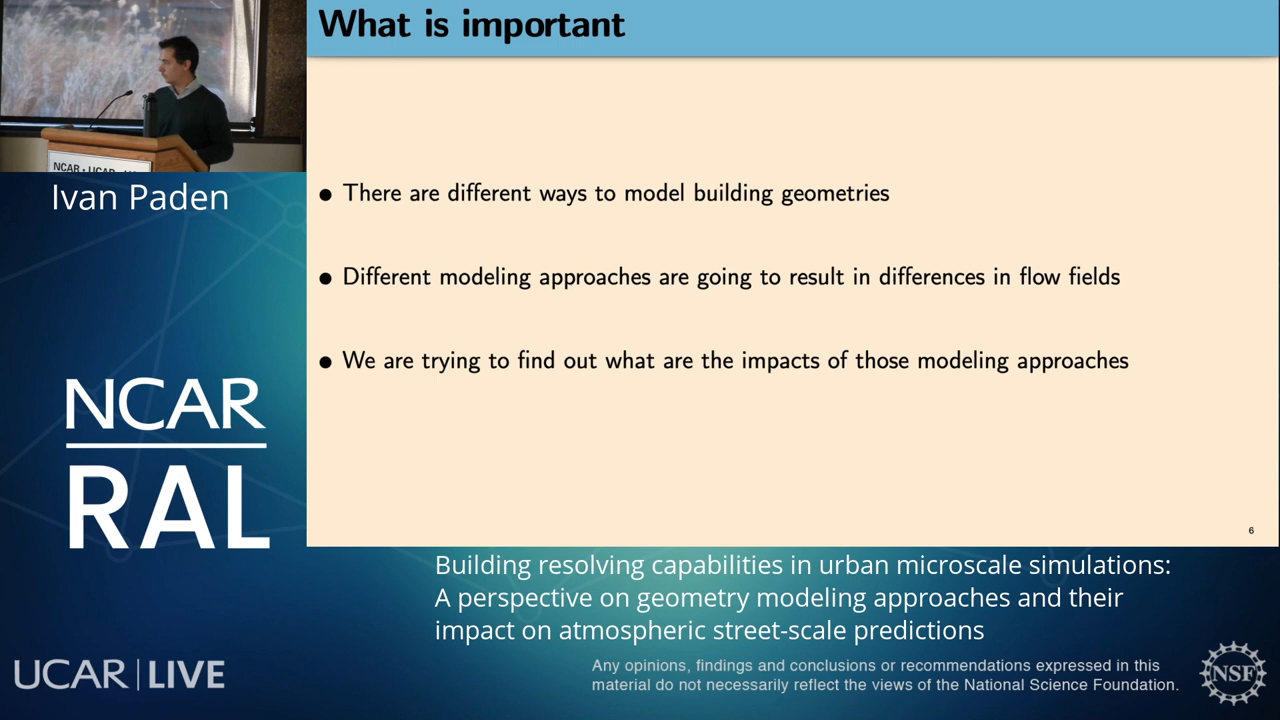 What is important
NCAR • UCAR
Ivan Paden
• There are different ways to model building geometries
• Different modeling approaches are going to result in differences in flow fields
• We are trying to find out what are the impacts of those modeling approaches
NCAR
RAL
6
Building resolving capabilities in urban microscale simulations:
A perspective on geometry modeling approaches and their
impact on atmospheric street-scale predictions
UCAR | LIVE
Any opinions, findings and conclusions or recommendations expressed in this
material do not necessarily reflect the views of the National Science Foundation.
NSF